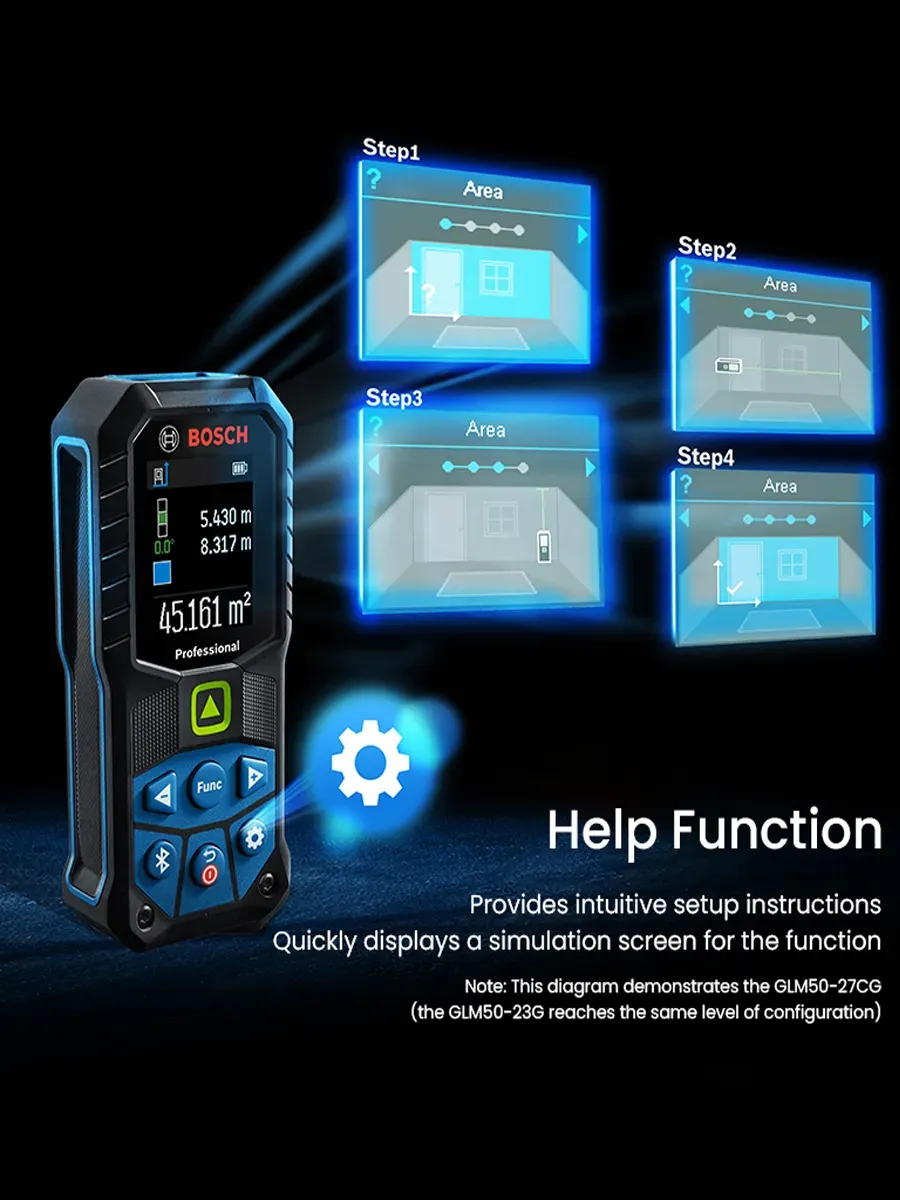 Step1
?
Area
?
Step2
?
Area
Step3
?
Area
Step4
?
Area
BOSCH
5.430 m
0.0°
8.317 m
45.161 m²
Professional
- Func +
Help Function
Provides intuitive setup instructions
Quickly displays a simulation screen for the function
Note: This diagram demonstrates the GLM50-27CG
(the GLM50-23G reaches the same level of configuration)